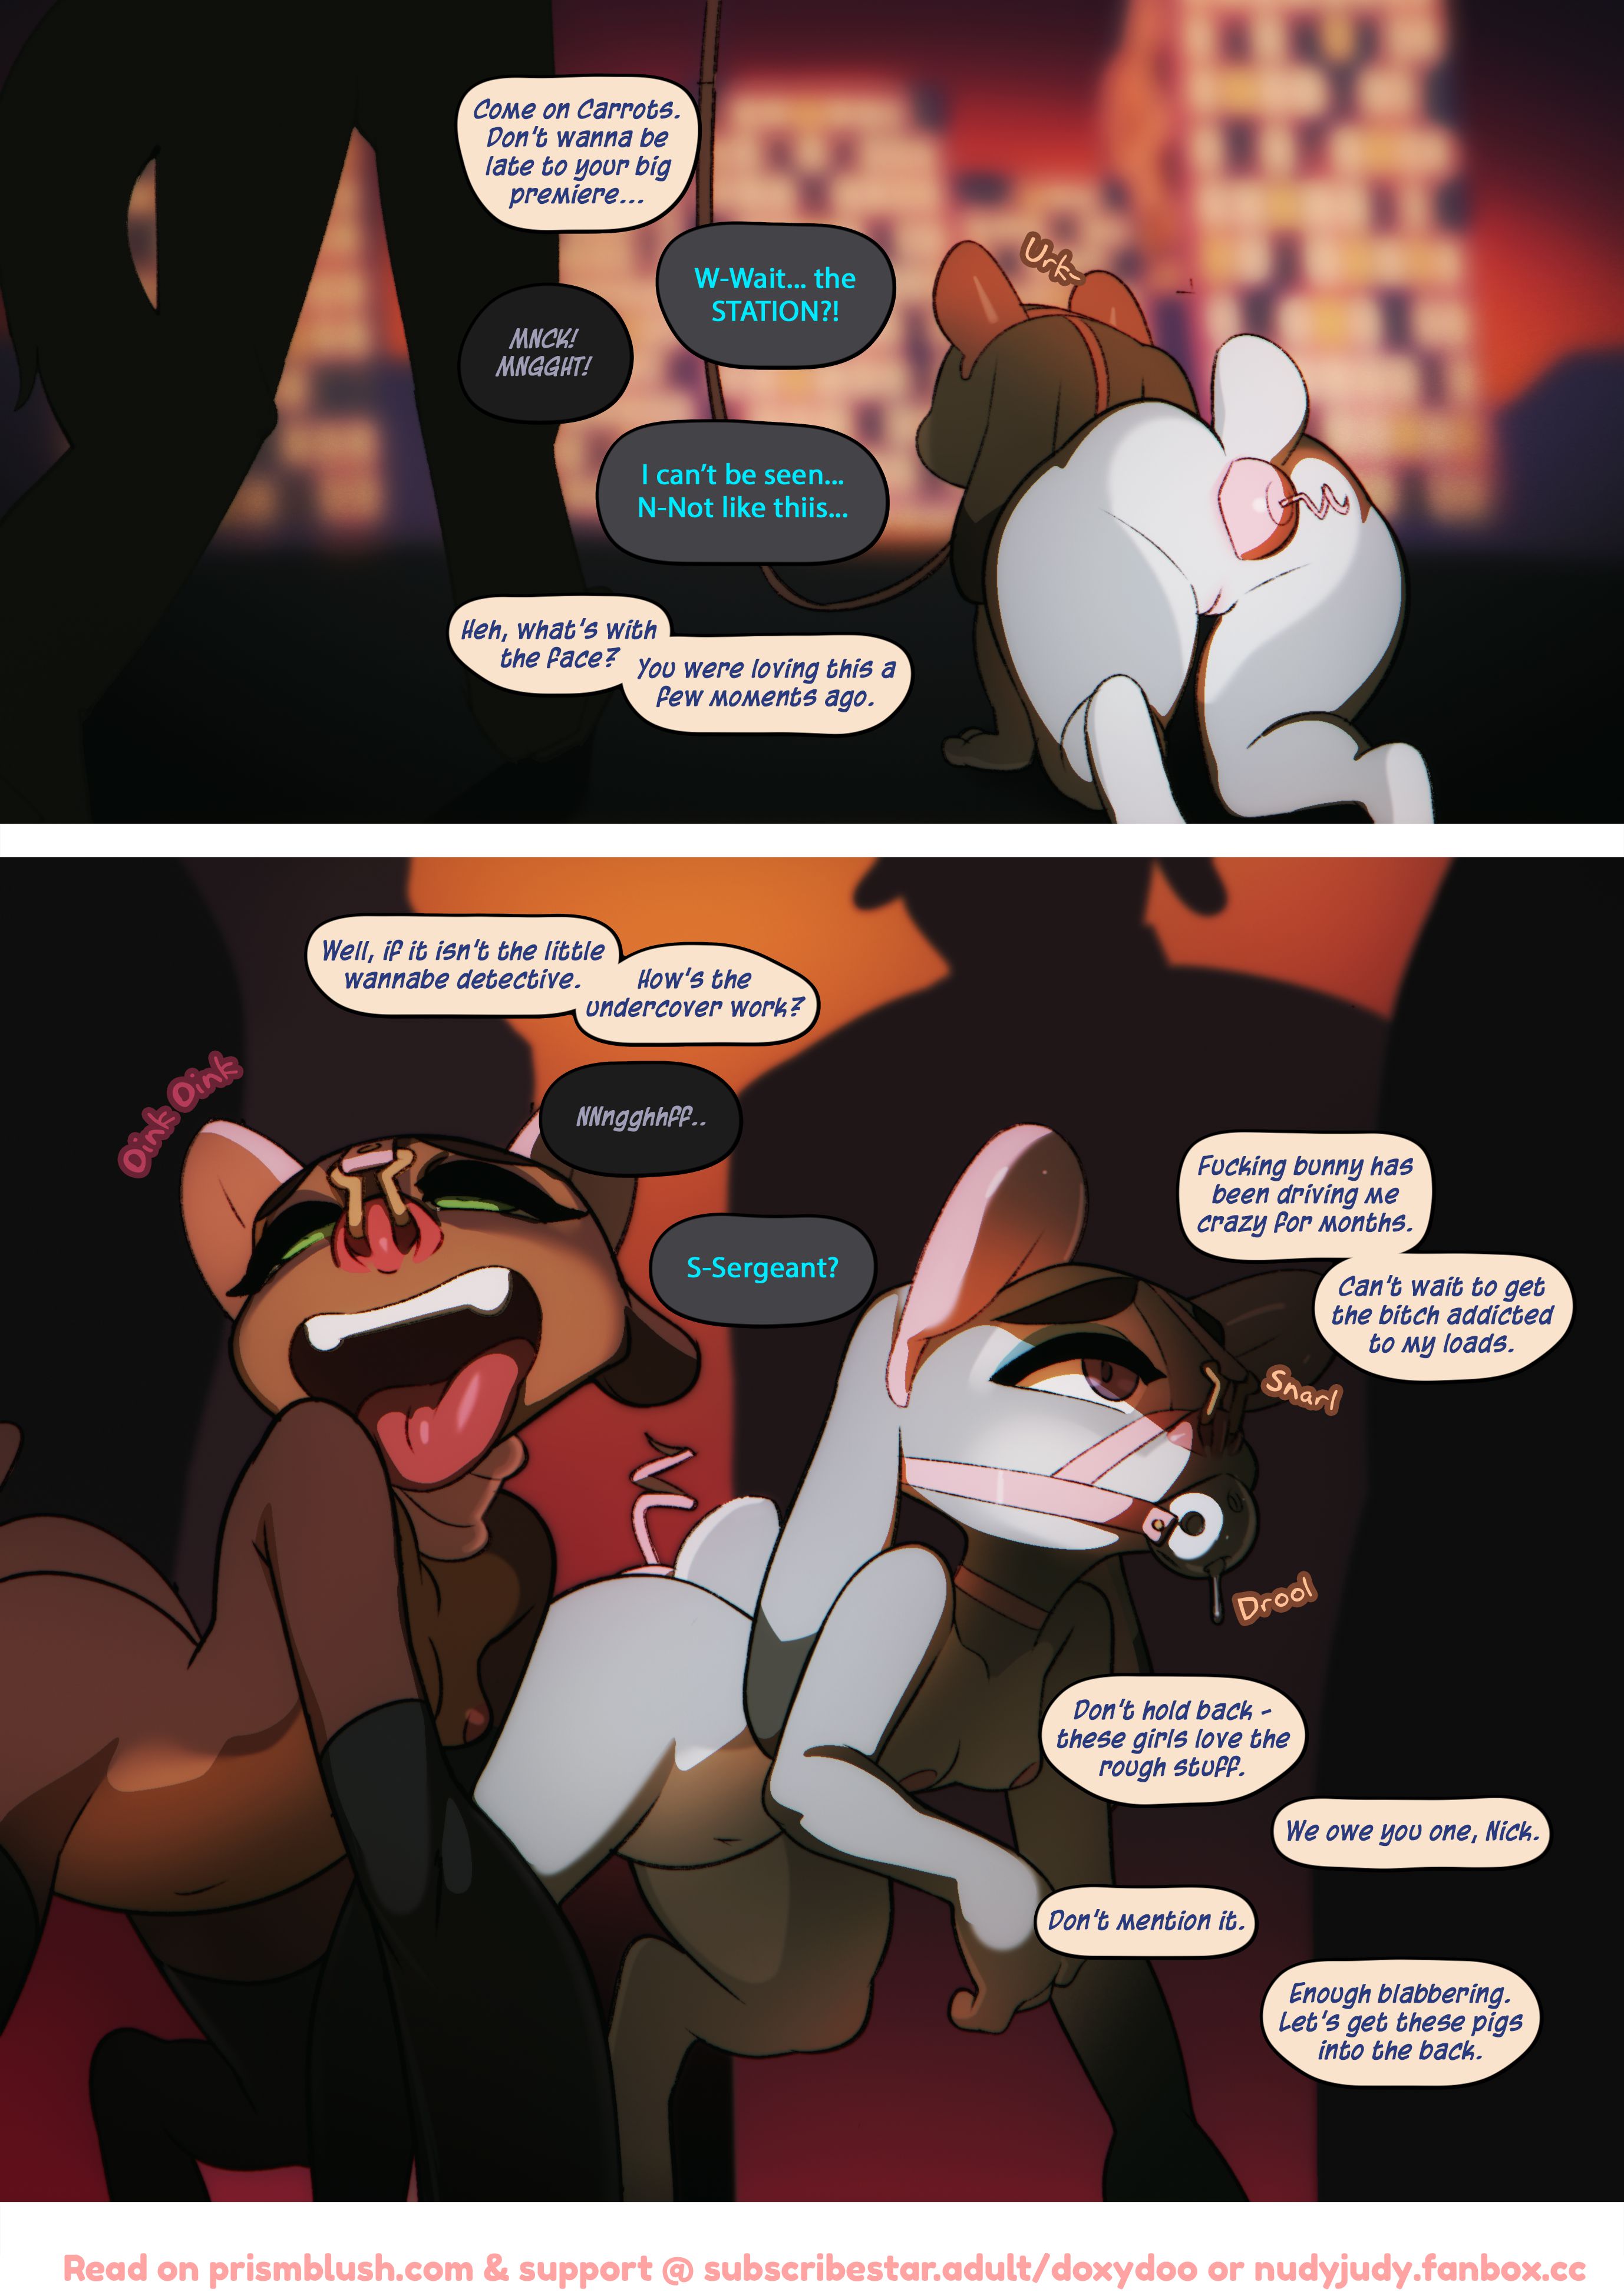 Come on Carrots.
Don't wanna be
late to your big
premiere...
W-Wait... the
STATION?!
MNCK!
MNGGHT!
Urk-
I can't be seen...
N-Not like thiis...
Heh, what's with
the face?
You were loving this a
few moments ago.
Well, if it isn't the little
wannabe detective.
How's the
undercover work?
Oink Oink
NNngghhff..
S-Sergeant?
Fucking bunny has
been driving me
crazy for months.
Can't wait to get
the bitch addicted
to my loads.
Snarl
Drool
Don't hold back -
these girls love the
rough stuff.
We owe you one, Nick.
Don't mention it.
Enough blabbering.
Let's get these pigs
into the back.
Read on prismblush.com & support @ subscribestar.adult/doxydoo or nudyjudy.fanbox.cc